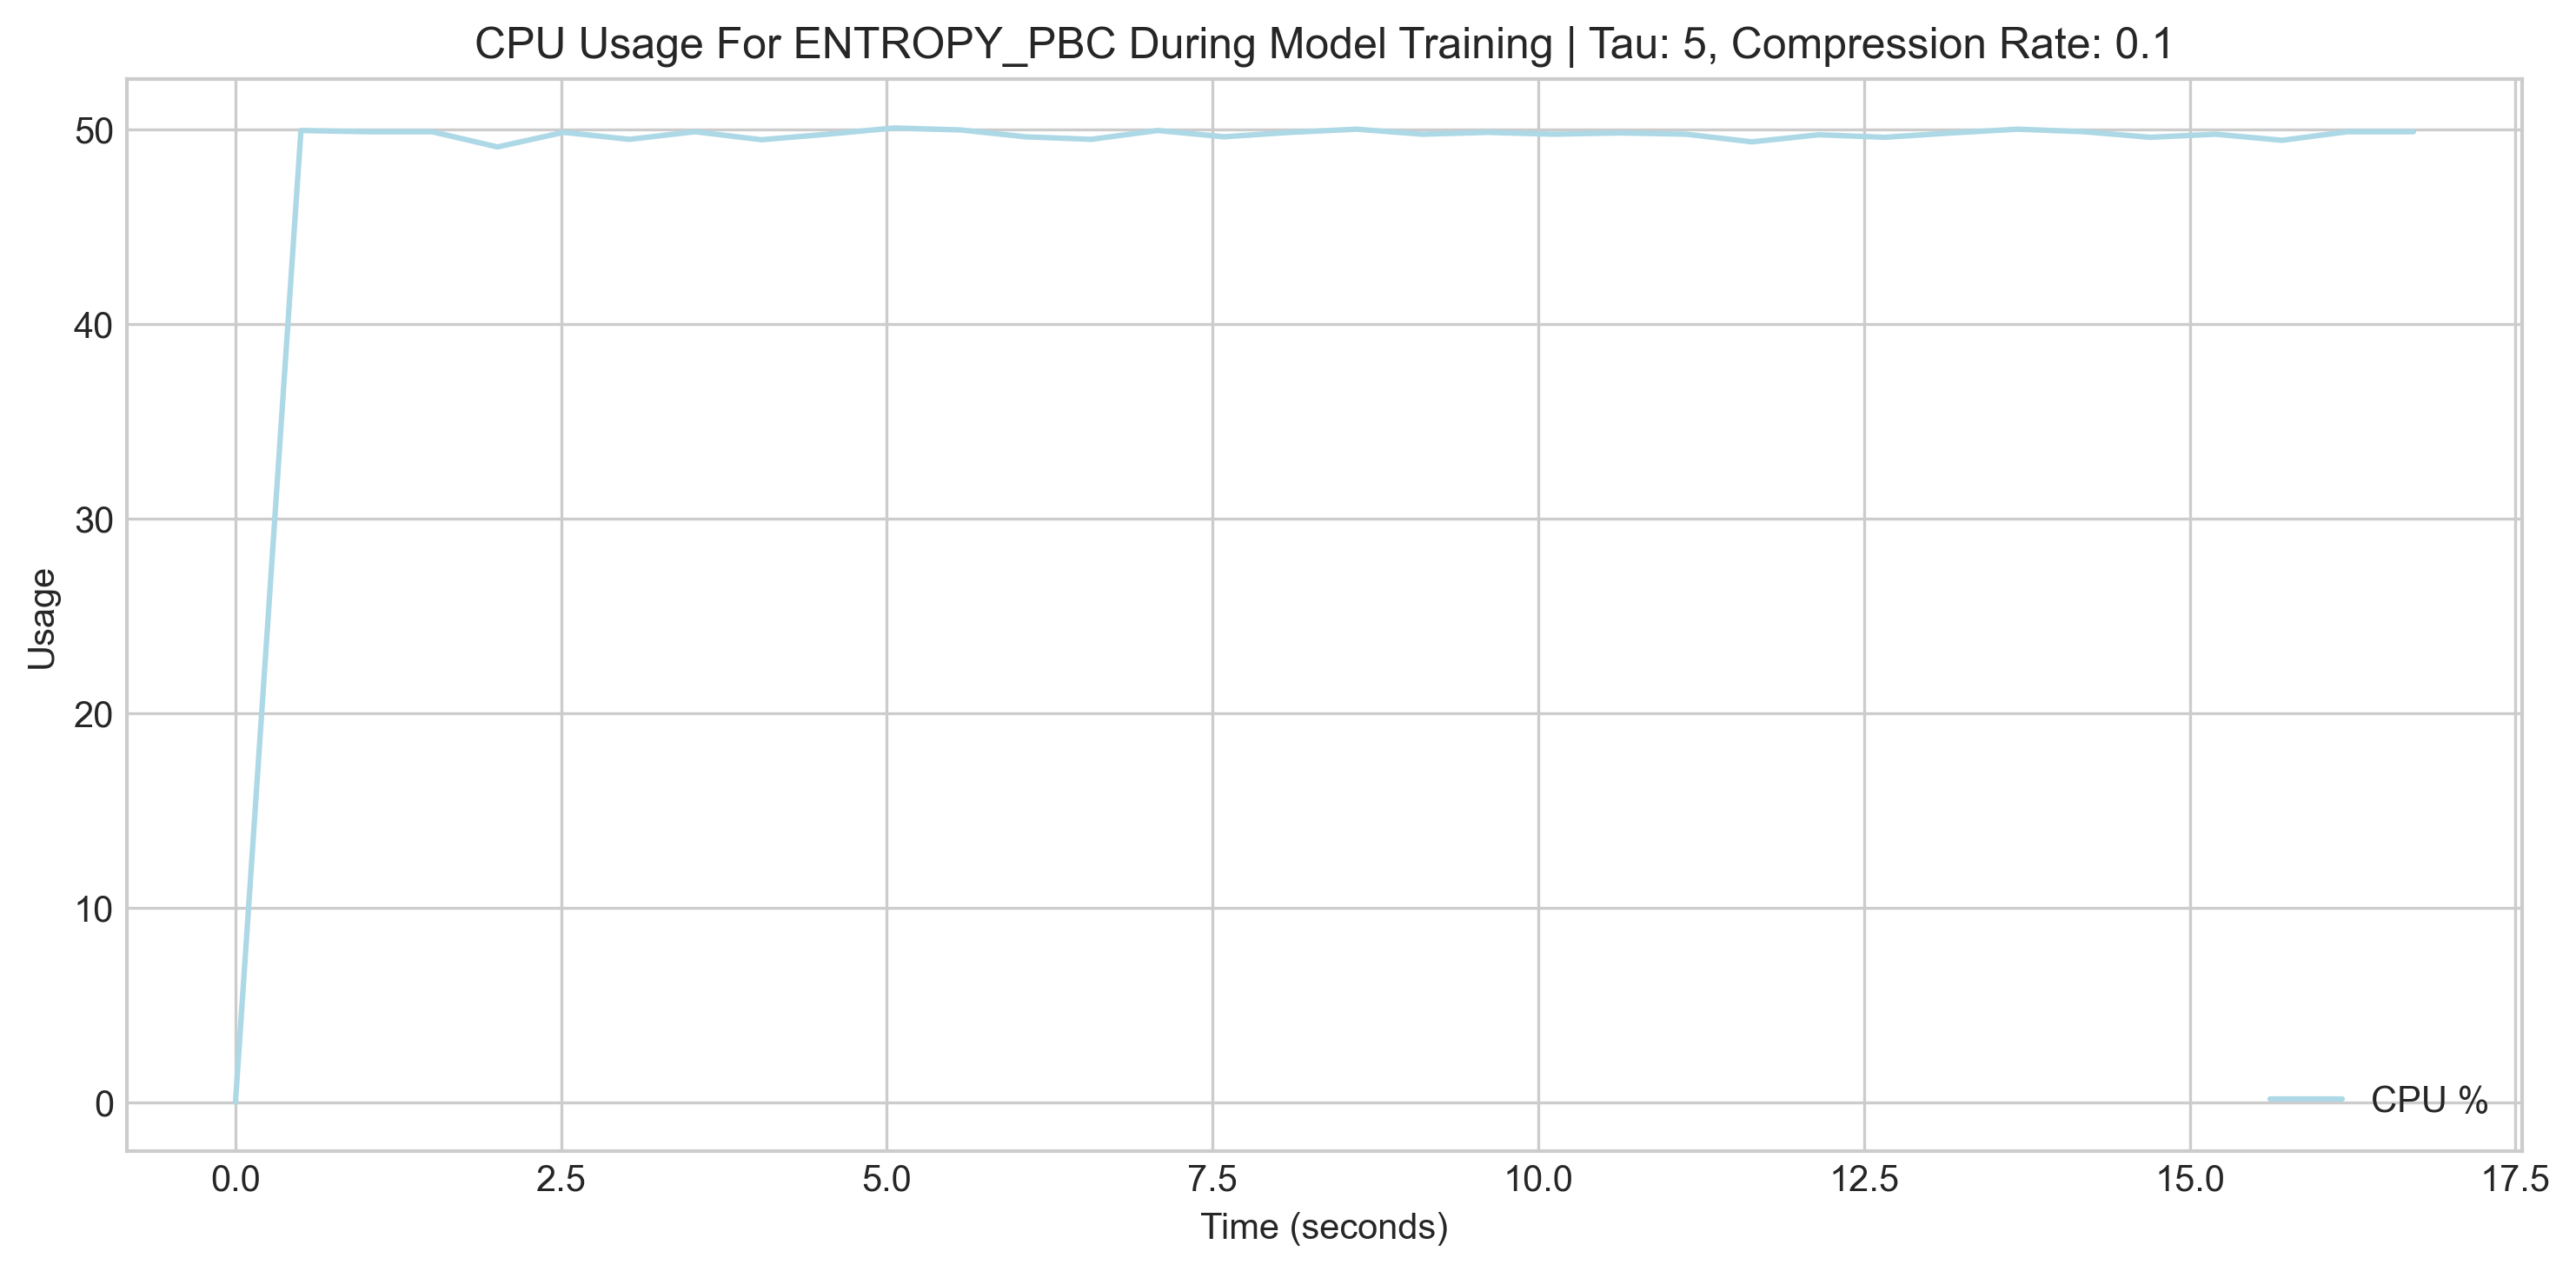 CPU Usage For ENTROPY_PBC During Model Training | Tau: 5, Compression Rate: 0.1
50
40
30
20
10
0
Usage
CPU %
0.0 2.5 5.0 7.5 10.0 12.5 15.0 17.5
Time (seconds)